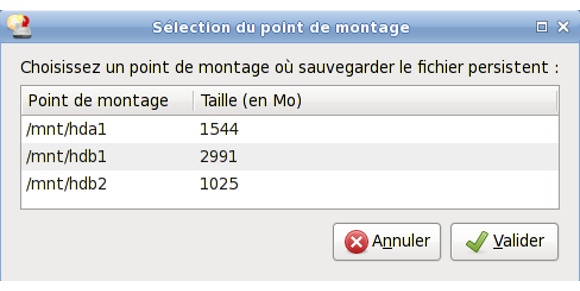 Sélection du point de montage
Choisissez un point de montage où sauvegarder le fichier persistent :
Point de montage Taille (en Mo)
/mnt/hda1 1544
/mnt/hdb1 2991
/mnt/hdb2 1025
Annuler Valider